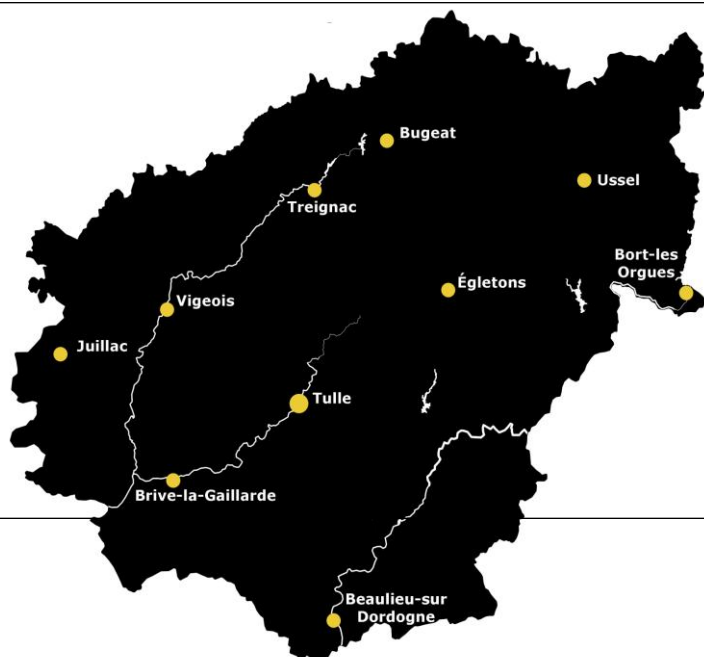 Bugeat
Ussel
Treignac
Bort-les
Orgues
Égletons
Vigeois
Juillac
Tulle
Brive-la-Gaillarde
Beaulieu-sur
Dordogne